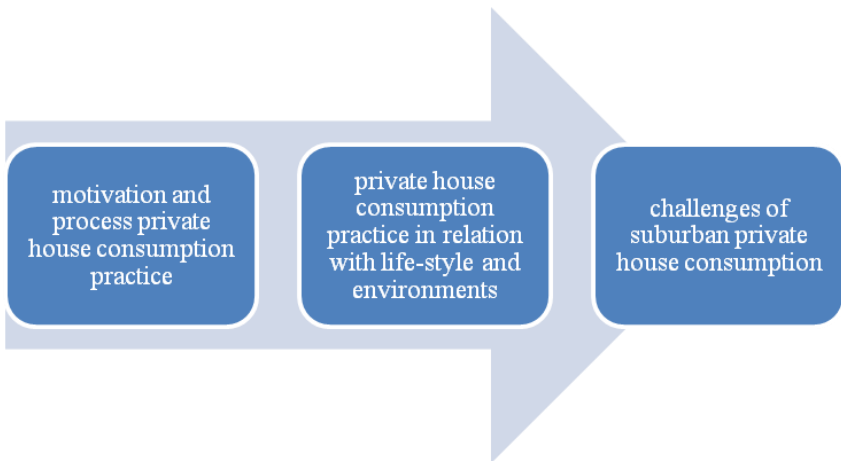 motivation and
process private
house consumption
practice
private house
consumption
practice in relation
with life-style and
environments
challenges of
suburban private
house consumption